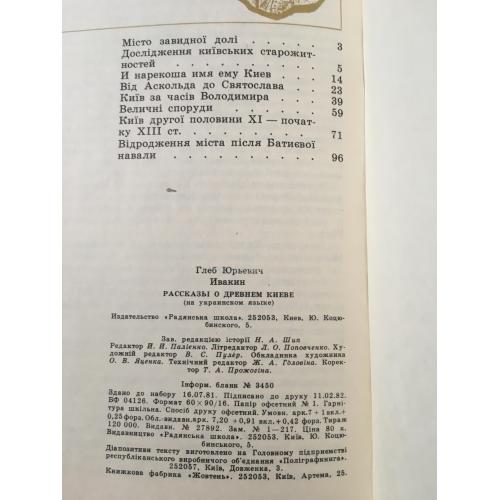 Місто завидної долі . . . . . 3
Дослідження київських старожит-
ностей . . . . . . . . . 5
И нарекоша имя ему Киев . . . 14
Від Аскольда до Святослава . . 23
Київ за часів Володимира . . . 39
Величні споруди . . . . . . 59
Київ другої половини XI — почат-
ку XIII ст. . . . . . . . . 71
Відродження міста після Батиєвої
навали . . . . . . . . . 96
Глеб Юрьевич
Ивакин
РАССКАЗЫ О ДРЕВНЕМ КИЕВЕ
(на украинском языке)
Издательство «Радянська школа». 252053, Киев, Ю. Коцю-
бинского, 5.
Зав. редакцією історії Н. А. Шип
Редактор И. И. Палієнко. Літредактор Л. О. Поповченко. Ху-
дожній редактор В. С. Пулёр. Обкладинка художника
О. В. Яценка. Технічний редактор Ж. А. Головіна. Корек-
тор Т. А. Прожогіна.
Інформ. бланк № 3450
Здано до набору 16.07.81. Підписано до друку 11.02.82.
БФ 04126. Формат 60×90/16. Папір офсетний № 1. Гарні-
тура шкільна. Спосіб друку офсетний. Умовн. арк. 7+1 вкл.+
0,25 форз. Обл.-видавн. арк. 7,20 +0,91 вкл.+0,42 форз. Тираж
120 000. Видавн. № 27892. Зам. № 1—217. Ціна 80 к.
Видавництво «Радянська школа». 252053, Київ, Ю. Коцю-
бинського, 5.
Діапозитиви тексту виготовлено на Головному підприємстві
республіканського виробничого об'єднання «Поліграфкнига».
252057, Київ, Довженка, 3.
Книжкова фабрика «Жовтень». 252053, Київ, Артема, 25.